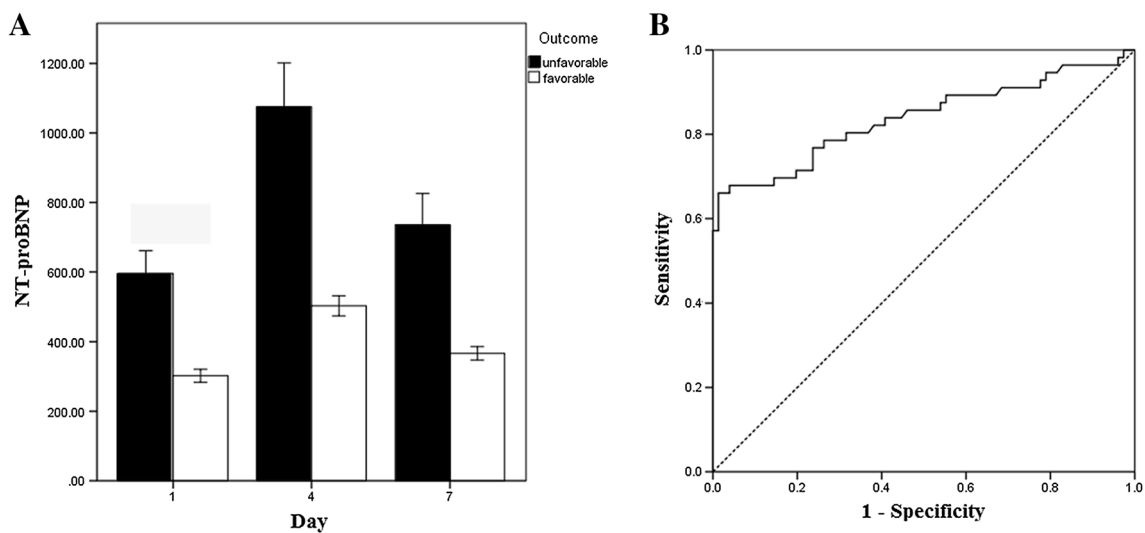 A
Outcome
unfavorable
favorable
1200.00
1000.00
800.00
600.00
400.00
200.00
.00
NT-proBNP
1 4 7
Day
B
1.0
0.8
0.6
0.4
0.2
0.0
Sensitivity
0.0 0.2 0.4 0.6 0.8 1.0
1 - Specificity